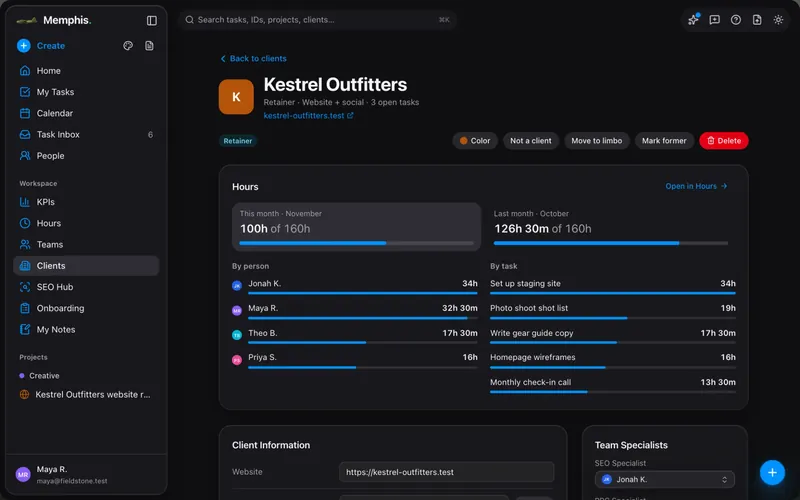 Memphis.
Search tasks, IDs, projects, clients...
⌘K
Create
Home
My Tasks
Calendar
Task Inbox 6
People
Workspace
KPIs
Hours
Teams
Clients
SEO Hub
Onboarding
My Notes
Projects
Creative
Kestrel Outfitters website r...
MR
Maya R.
maya@fieldstone.test
Back to clients
K
Kestrel Outfitters
Retainer · Website + social · 3 open tasks
kestrel-outfitters.test
Retainer
Color
Not a client
Move to limbo
Mark former
Delete
Hours
Open in Hours →
This month · November
100h of 160h
Last month · October
126h 30m of 160h
By person
JK Jonah K. 34h
MR Maya R. 32h 30m
Theo B. 17h 30m
PS Priya S. 16h
By task
Set up staging site 34h
Photo shoot shot list 19h
Write gear guide copy 17h 30m
Homepage wireframes 16h
Monthly check-in call 13h 30m
Client Information
Website https://kestrel-outfitters.test
Team Specialists
SEO Specialist
JK Jonah K.